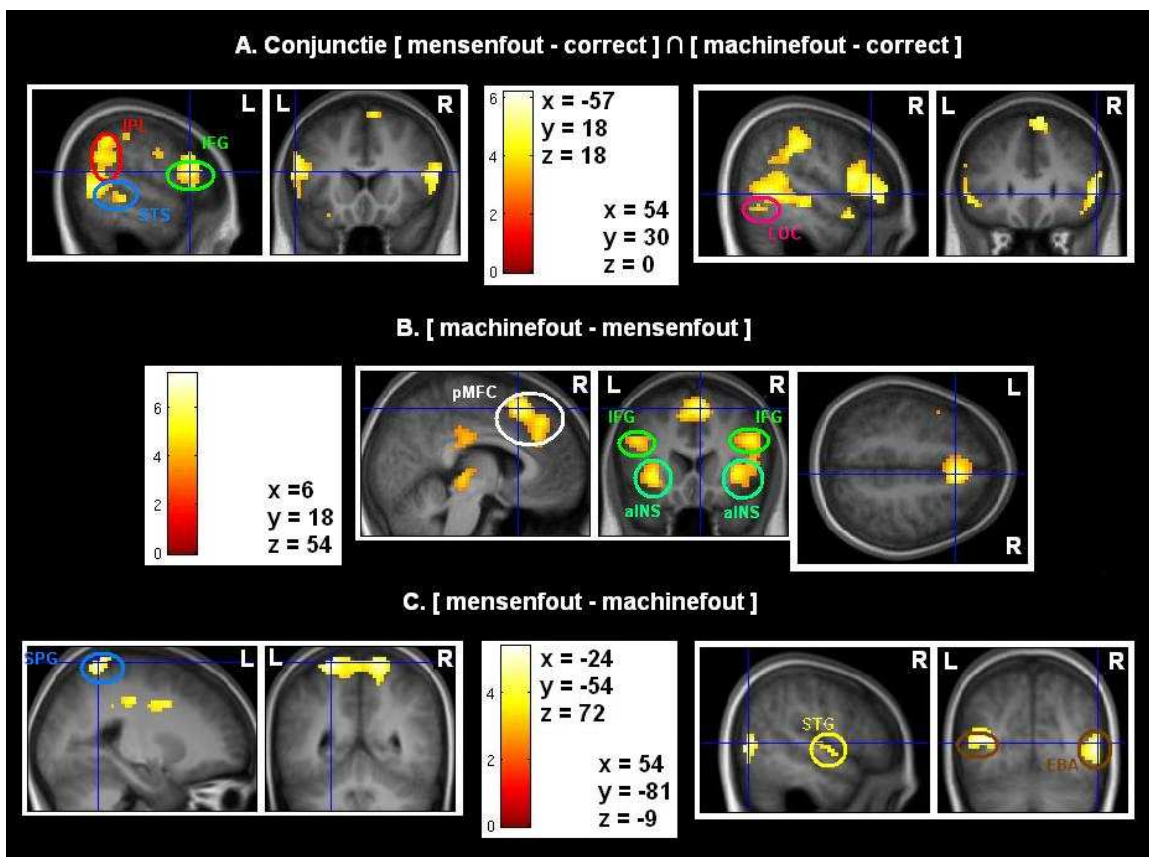 A. Conjunctie [ mensenfout - correct ] ∩ [ machinefout - correct ]
L
IPL
IFG
STS
L
R
6
4
2
0
x = -57
y = 18
z = 18
x = 54
y = 30
z = 0
R
LOC
L
R
B. [ machinefout - mensenfout ]
6
4
2
0
x =6
y = 18
z = 54
pMFC
R
L
R
IFG
IFG
aINS
aINS
L
R
C. [ mensenfout - machinefout ]
SPG
L
L
R
4
2
0
x = -24
y = -54
z = 72
x = 54
y = -81
z = -9
R
STG
L
R
EBA